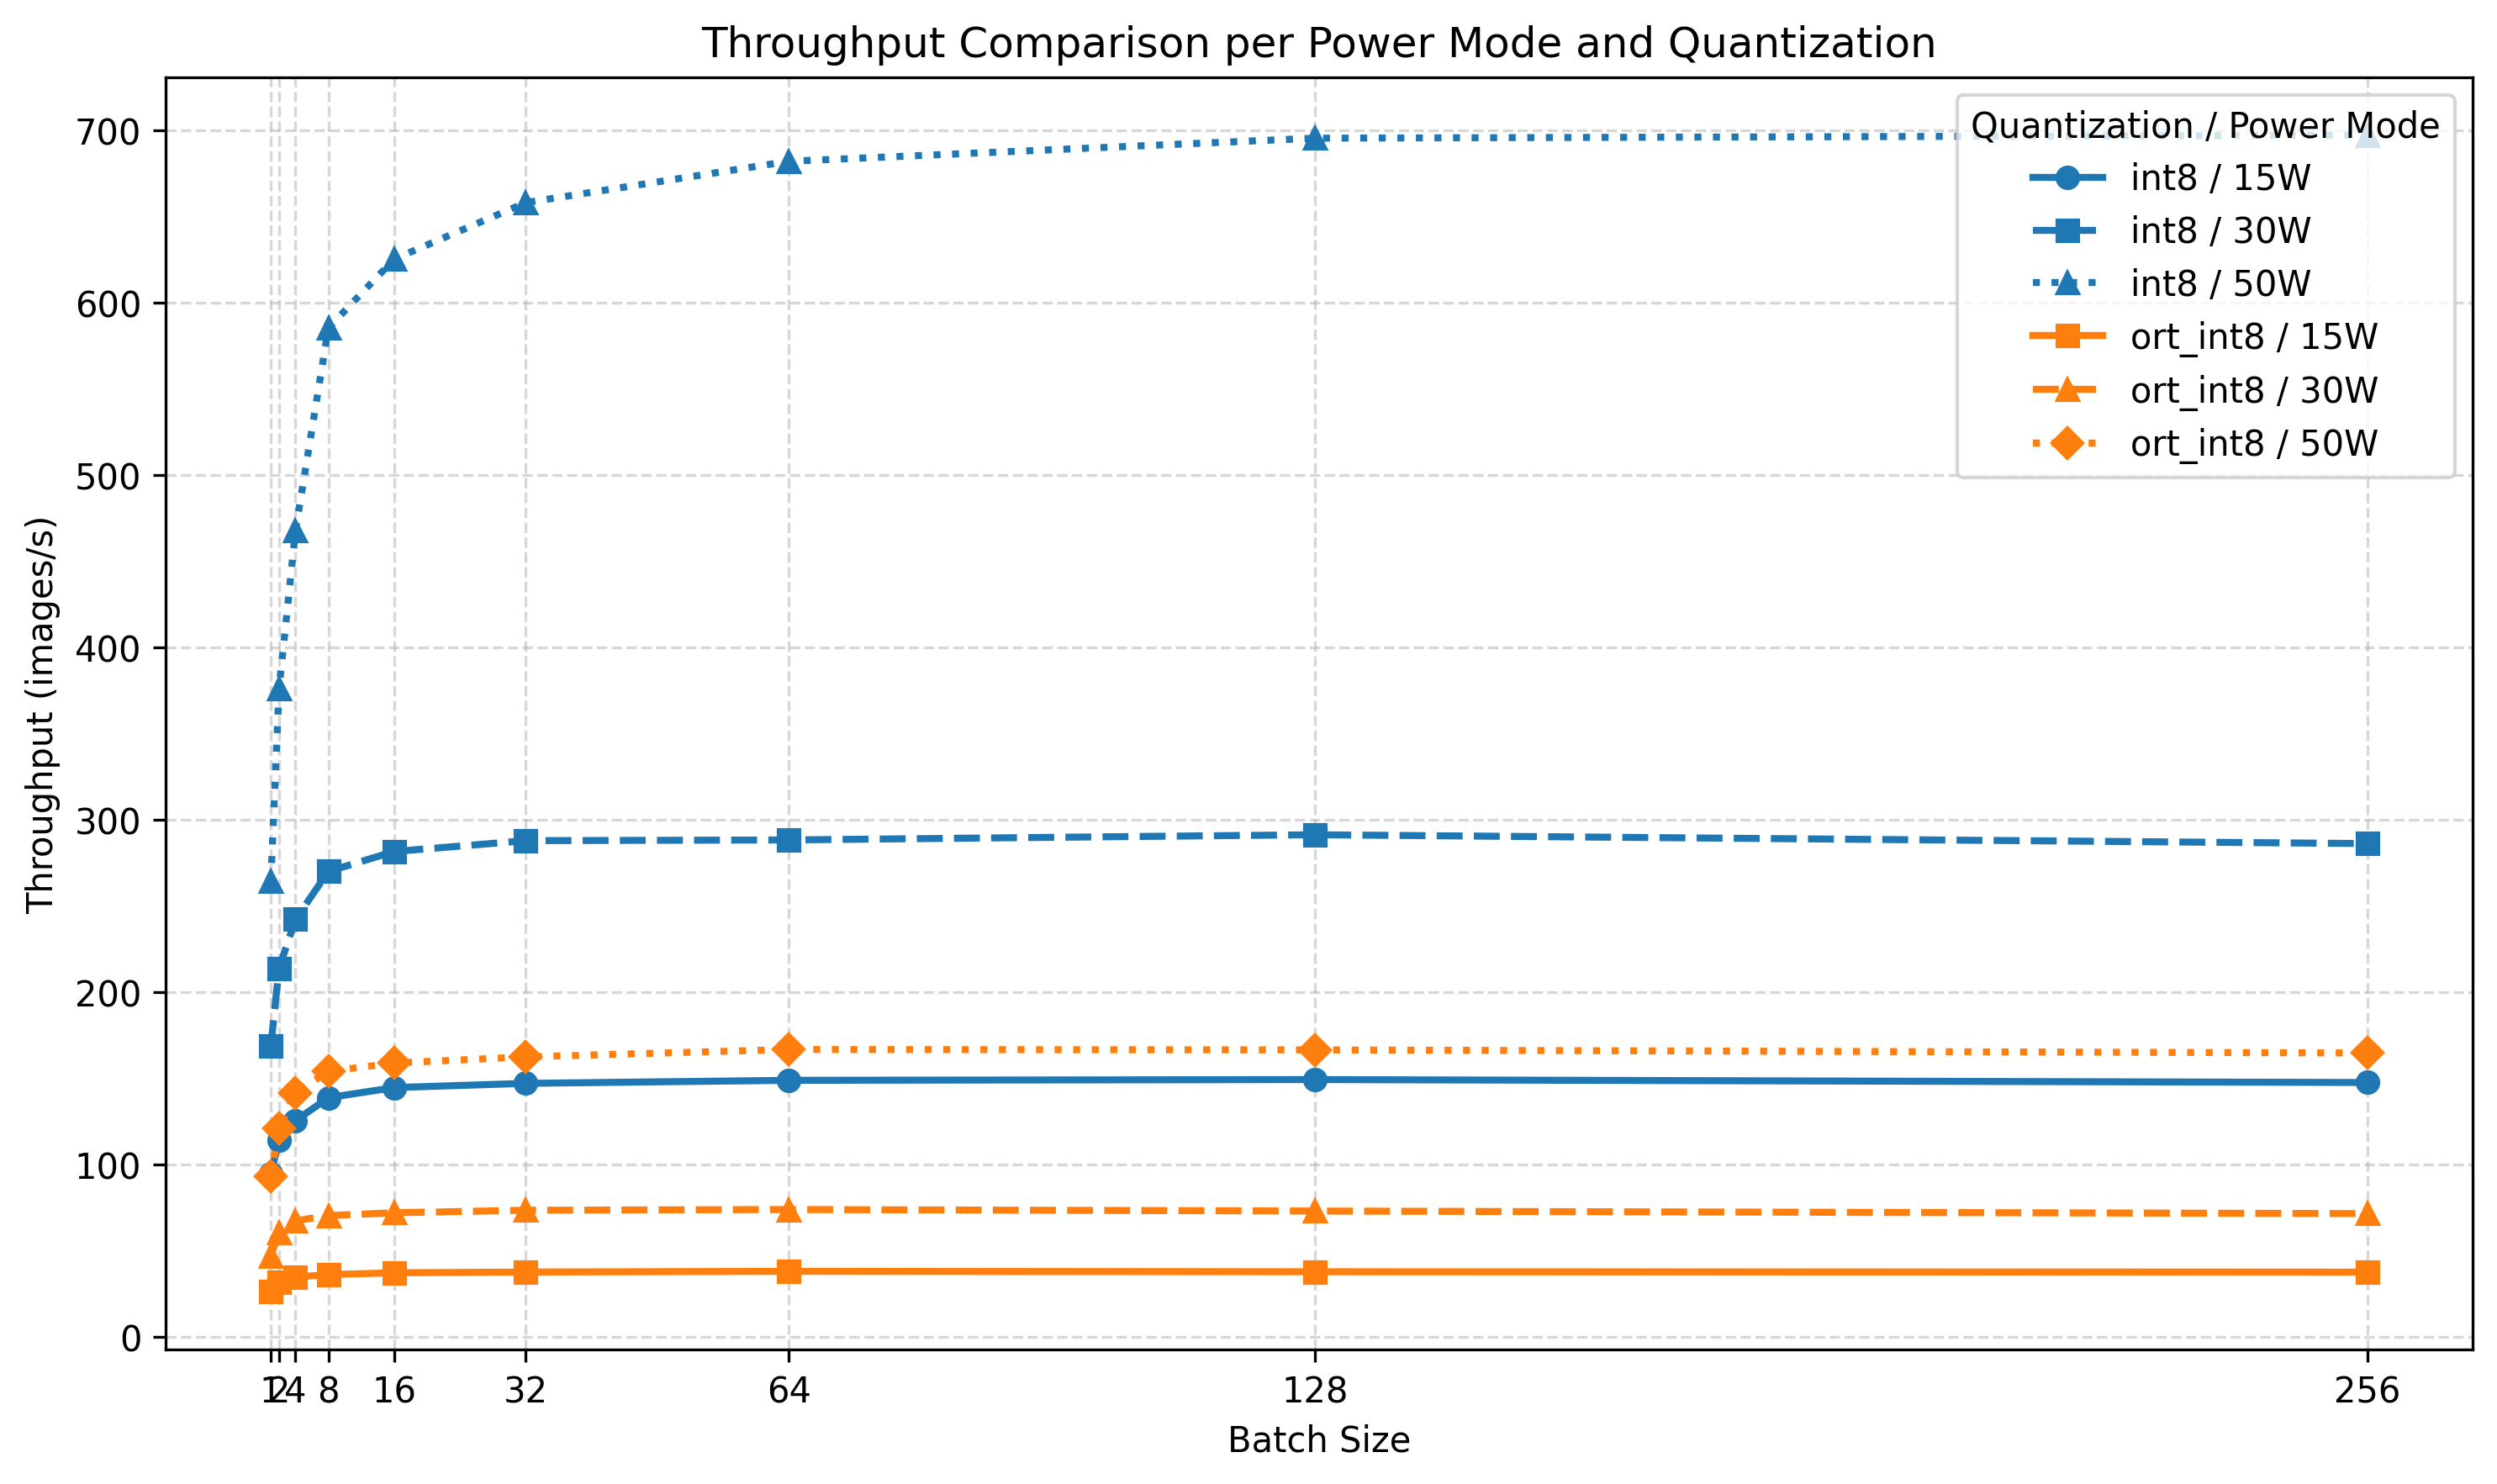 Throughput Comparison per Power Mode and Quantization
Throughput (images/s)
700
600
500
400
300
200
100
0
Quantization / Power Mode
int8 / 15W
int8 / 30W
int8 / 50W
ort_int8 / 15W
ort_int8 / 30W
ort_int8 / 50W
1 2 4 8 16 32 64 128 256
Batch Size